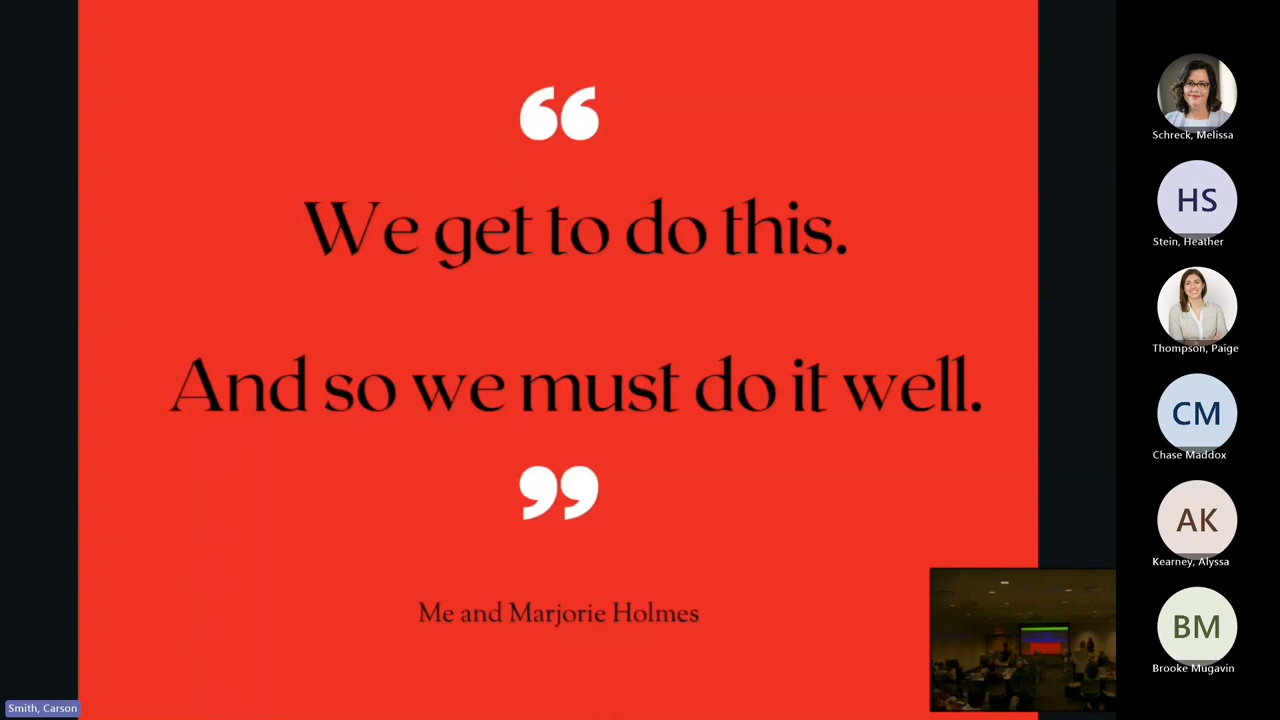 “
We get to do this.
And so we must do it well.
”
Me and Marjorie Holmes
Smith, Carson
Schreck, Melissa
HS
Stein, Heather
Thompson, Paige
CM
Chase Maddox
AK
Kearney, Alyssa
BM
Brooke Mugavin